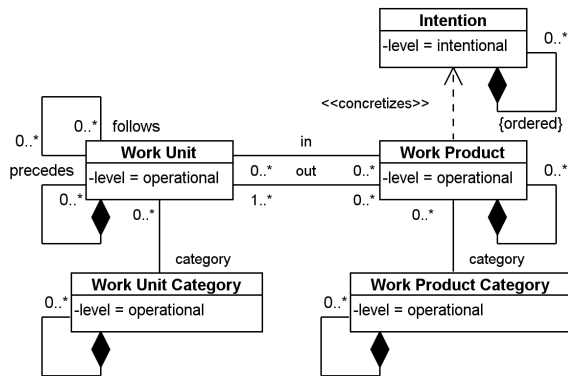 Intention
-level = intentional
0..*
<<concretizes>>
{ordered}
0..*
0..*
follows
precedes
Work Unit
-level = operational
0..*
0..*
in
0..*
0..*
out
1..*
0..*
Work Product
-level = operational
0..*
0..*
category
category
Work Unit Category
-level = operational
0..*
Work Product Category
-level = operational
0..*